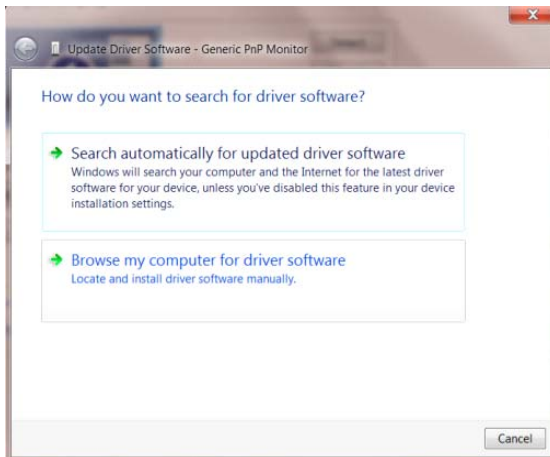 Update Driver Software - Generic PnP Monitor
How do you want to search for driver software?
Search automatically for updated driver software
Windows will search your computer and the Internet for the latest driver
software for your device, unless you've disabled this feature in your device
installation settings.
Browse my computer for driver software
Locate and install driver software manually.
Cancel